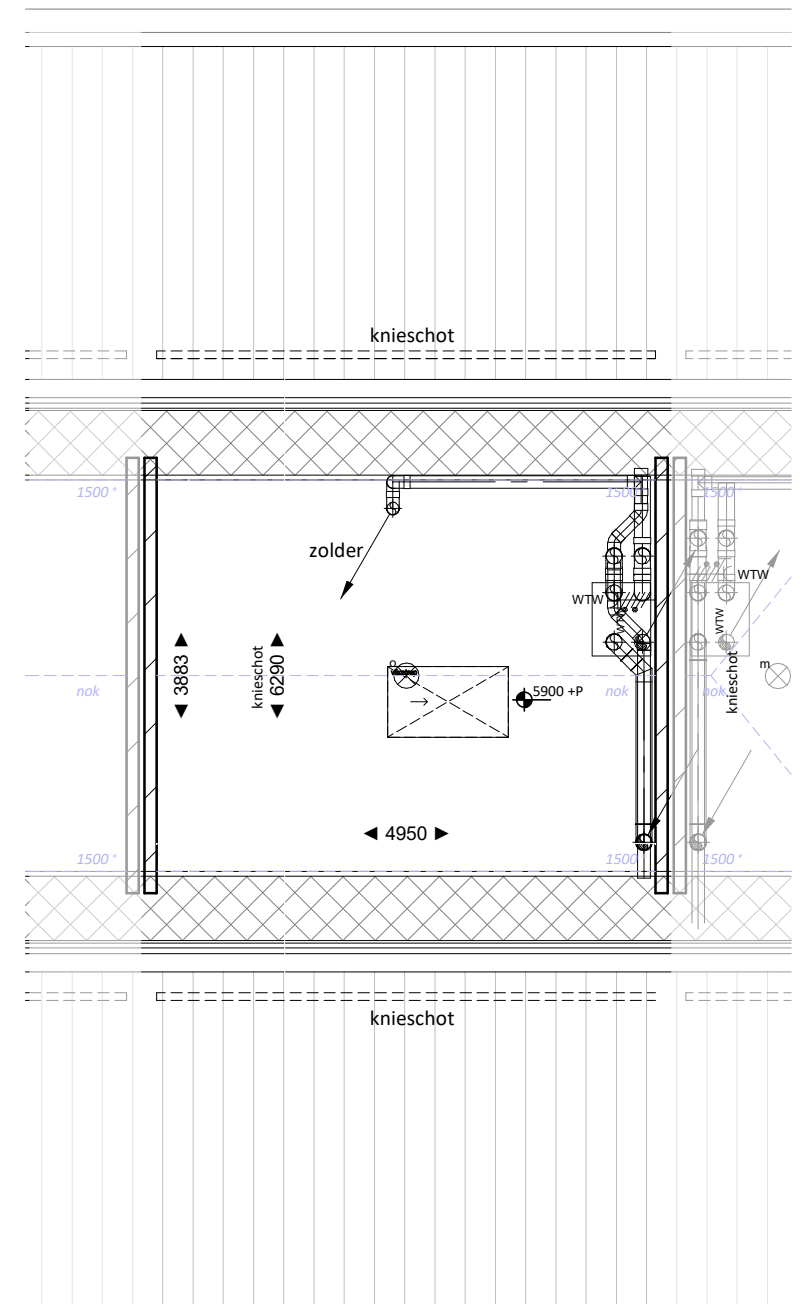 knieschot
1500 +
1500 +
1500 +
zolder
WTW
WTW
WTW
3883
knieschot
6290
knieschot
m
nok
nok
nok
5900 +P
4950
1500 +
1500 +
1500 +
knieschot